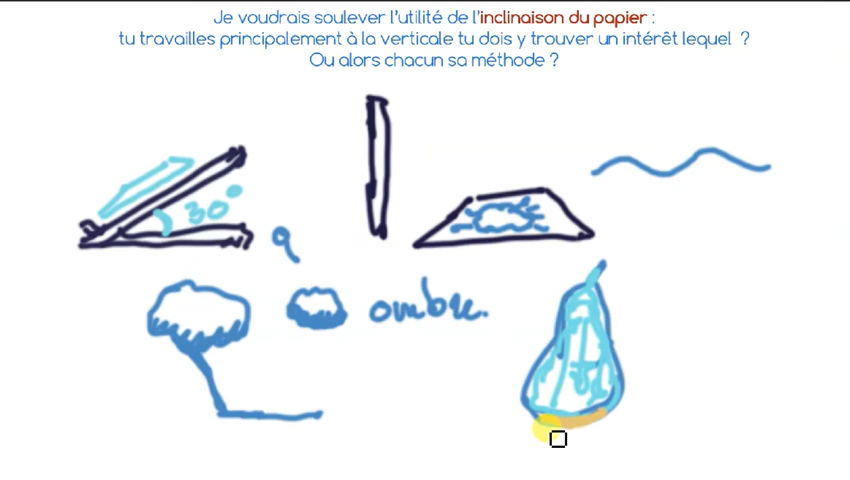 Je voudrais soulever l'utilité de l'inclinaison du papier :
tu travailles principalement à la verticale tu dois y trouver un intérêt lequel ?
Ou alors chacun sa méthode ?
30°
ombre.